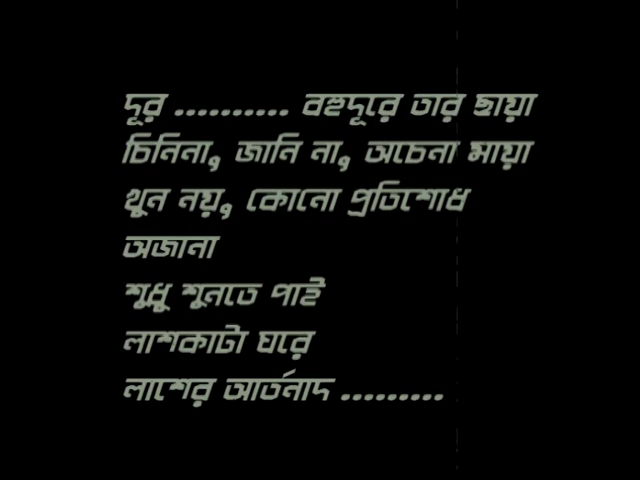 দূর .......... বহুদূরে তার ছায়া
চিনিনা, জানি না, অচেনা মায়া
খুন নয়, কোনো প্রতিশোধ
অজানা
শুধু শুনতে পাই
লাশকাটা ঘরে
লাশের আর্তনাদ .........